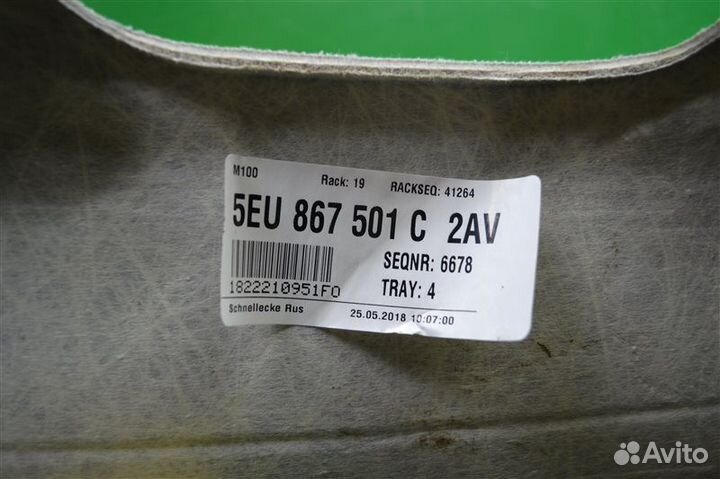 M100
Rack: 19 RACKSEQ: 41264
5EU 867 501 C 2AV
SEQNR: 6678
1822210951F0 TRAY: 4
Schnellecke Rus 25.05.2018 10:07:00
Avito